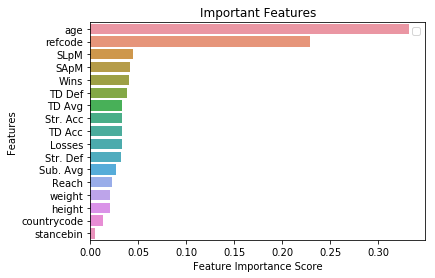 Important Features
age
refcode
SLpM
SApM
Wins
TD Def
TD Avg
Str. Acc
TD Acc
Losses
Str. Def
Sub. Avg
Reach
weight
height
countrycode
stancebin
Features
0.00 0.05 0.10 0.15 0.20 0.25 0.30
Feature Importance Score